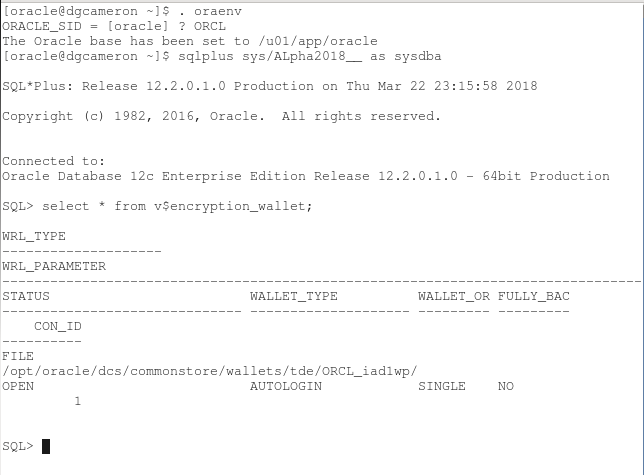 [oracle@dgcameron ~]$ . oraenv
ORACLE_SID = [oracle] ? ORCL
The Oracle base has been set to /u01/app/oracle
[oracle@dgcameron ~]$ sqlplus sys/ALpha2018__ as sysdba
SQL*Plus: Release 12.2.0.1.0 Production on Thu Mar 22 23:15:58 2018
Copyright (c) 1982, 2016, Oracle.  All rights reserved.
Connected to:
Oracle Database 12c Enterprise Edition Release 12.2.0.1.0 - 64bit Production
SQL> select * from v$encryption_wallet;
WRL_TYPE
--------------------
WRL_PARAMETER
--------------------------------------------------------------------------------
STATUS                         WALLET_TYPE          WALLET_OR FULLY_BAC
------------------------------ -------------------- --------- ---------
    CON_ID
----------
FILE
/opt/oracle/dcs/commonstore/wallets/tde/ORCL_iad1wp/
OPEN                           AUTOLOGIN            SINGLE    NO
         1
SQL>